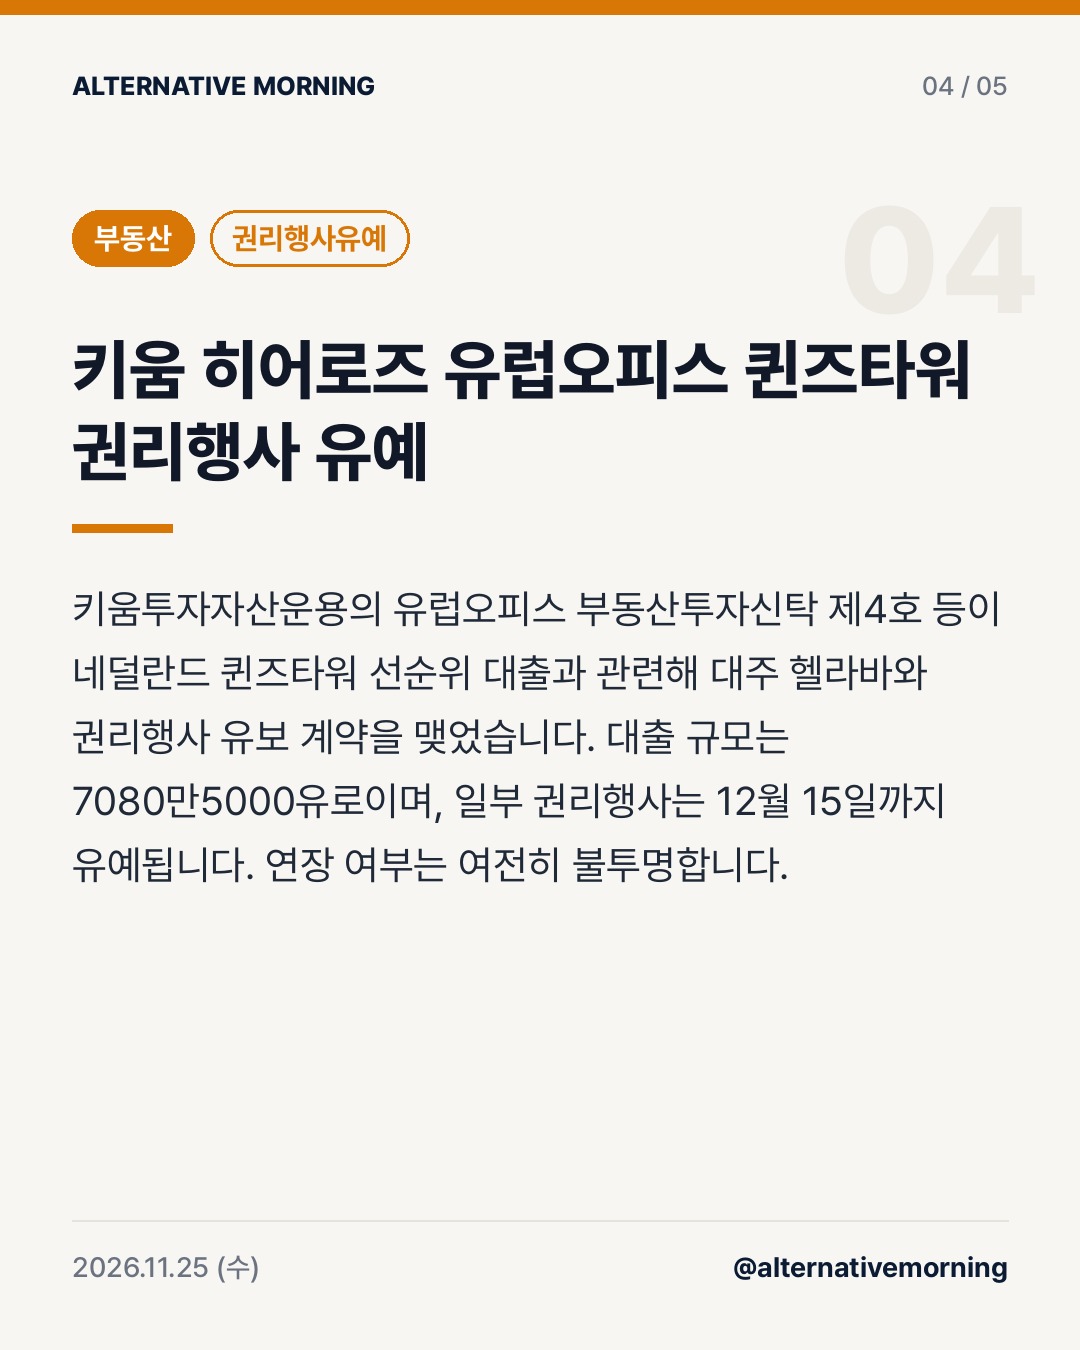 ALTERNATIVE MORNING
04 / 05
부동산
권리행사유예
04
키움 히어로즈 유럽오피스 퀸즈타워
권리행사 유예
키움투자자산운용의 유럽오피스 부동산투자신탁 제4호 등이
네덜란드 퀸즈타워 선순위 대출과 관련해 대주 헬라바와
권리행사 유보 계약을 맺었습니다. 대출 규모는
7080만5000유로이며, 일부 권리행사는 12월 15일까지
유예됩니다. 연장 여부는 여전히 불투명합니다.
2026.11.25 (수)
@alternativemorning